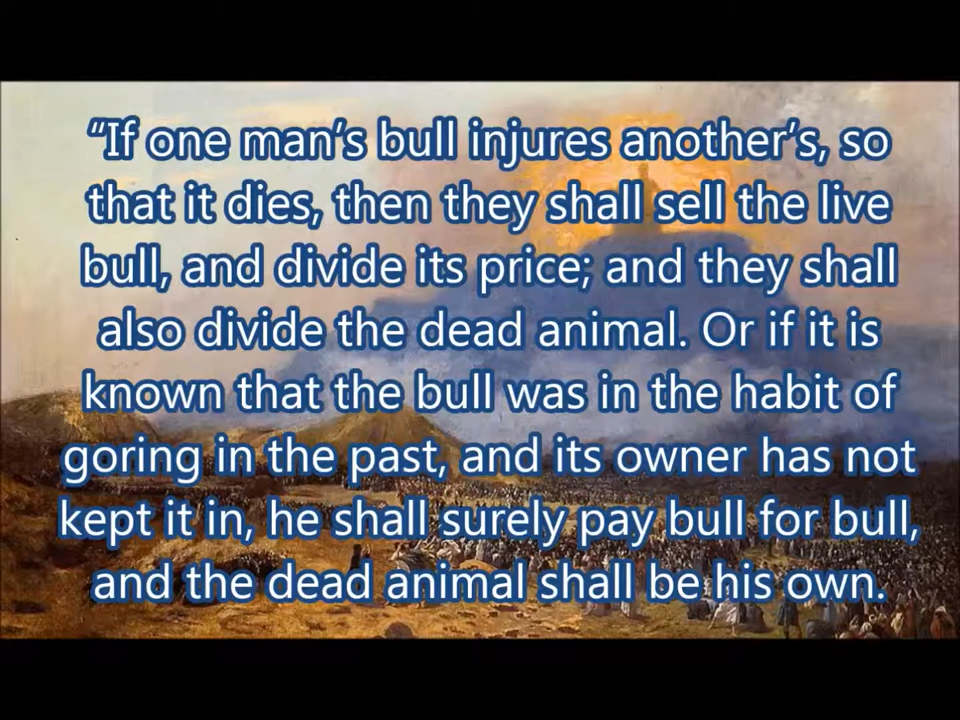 “If one man’s bull injures another’s, so
that it dies, then they shall sell the live
bull, and divide its price; and they shall
also divide the dead animal. Or if it is
known that the bull was in the habit of
goring in the past, and its owner has not
kept it in, he shall surely pay bull for bull,
and the dead animal shall be his own.